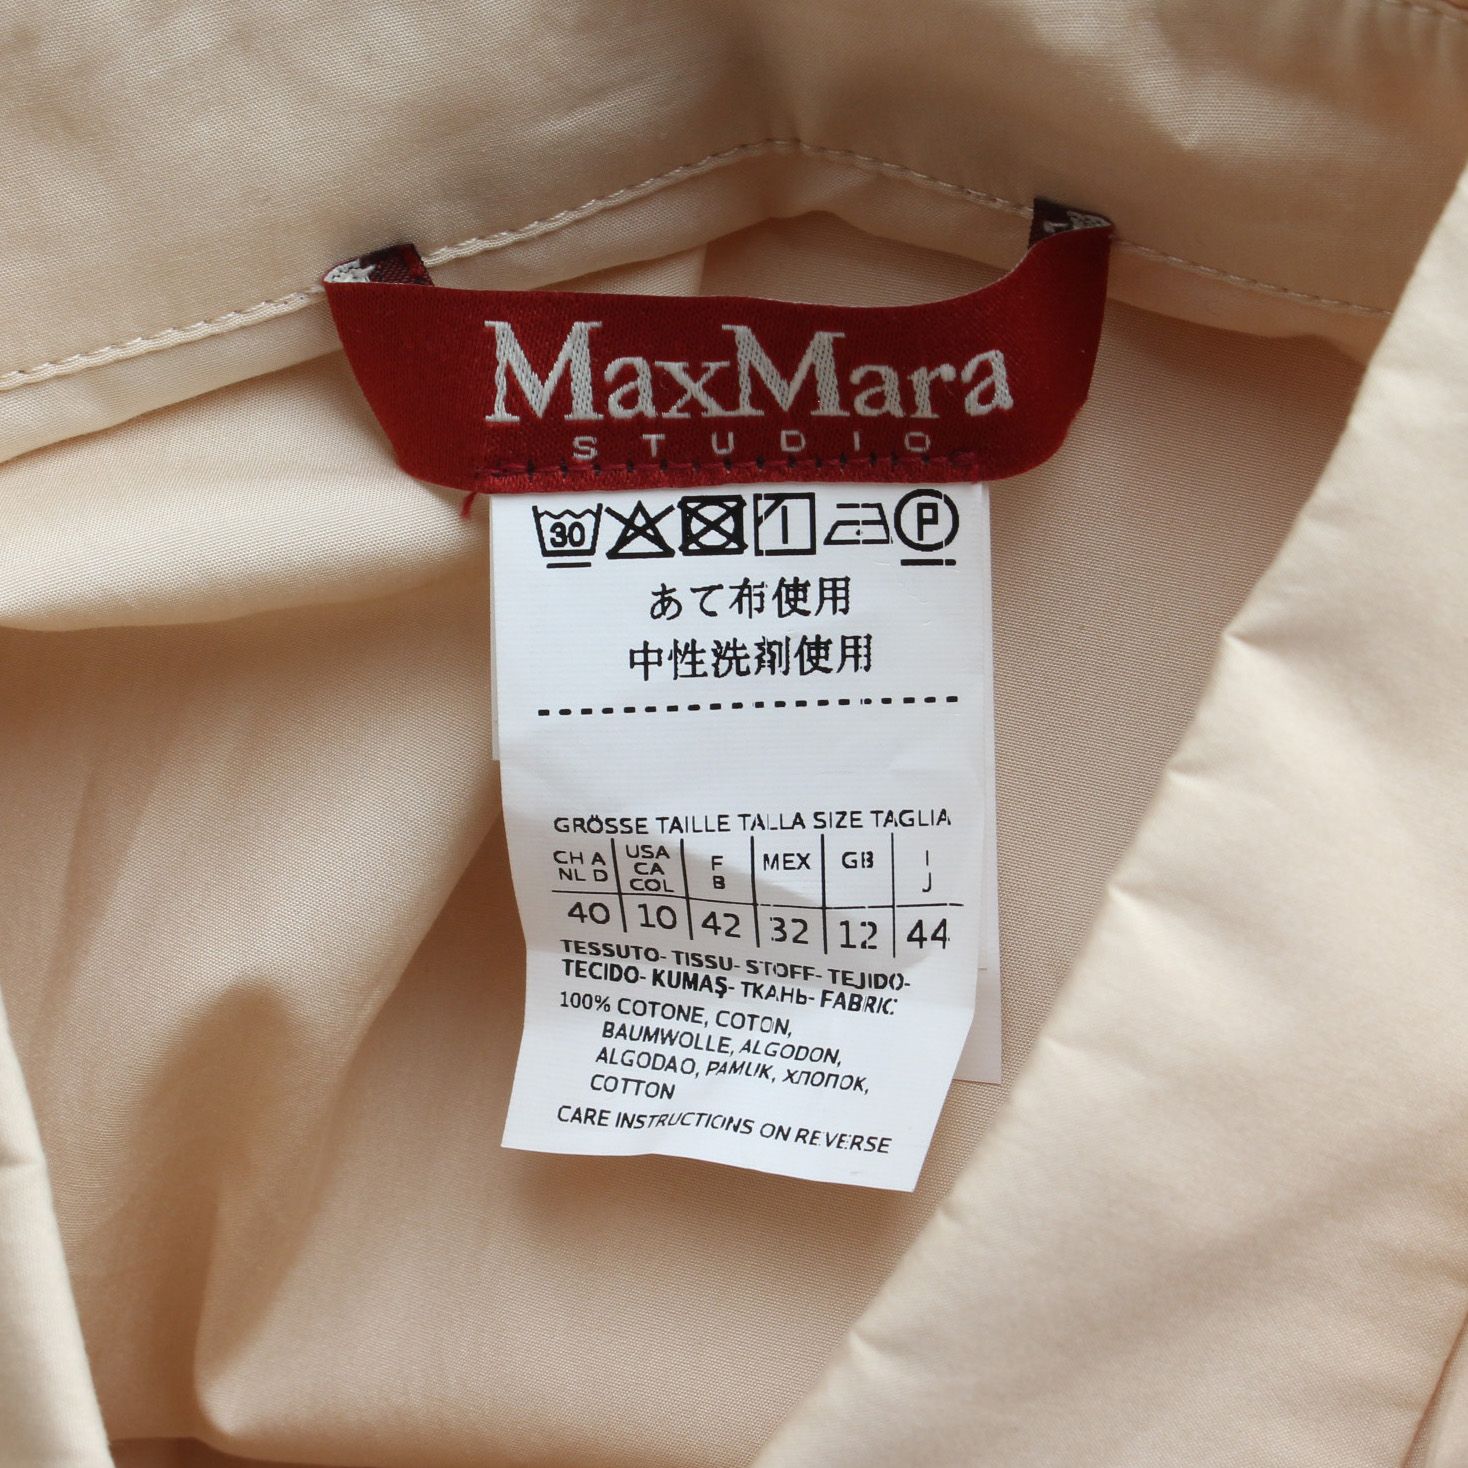 MaxMara
STUDIO
30 P
あて布使用
中性洗剤使用
GRÖSSE TAILLE TALLA SIZE TAGLIA
CH A NL D USA CA COL F B MEX GB I J
40 10 42 32 12 44
TESSUTO- TISSU- STOFF- TEJIDO-
TECIDO- KUMAŞ- ТКАНЬ- FABRIC:
100% COTONE, COTON,
BAUMWOLLE, ALGODON,
ALGODAO, PAMUK, ХЛОПОК,
COTTON
CARE INSTRUCTIONS ON REVERSE